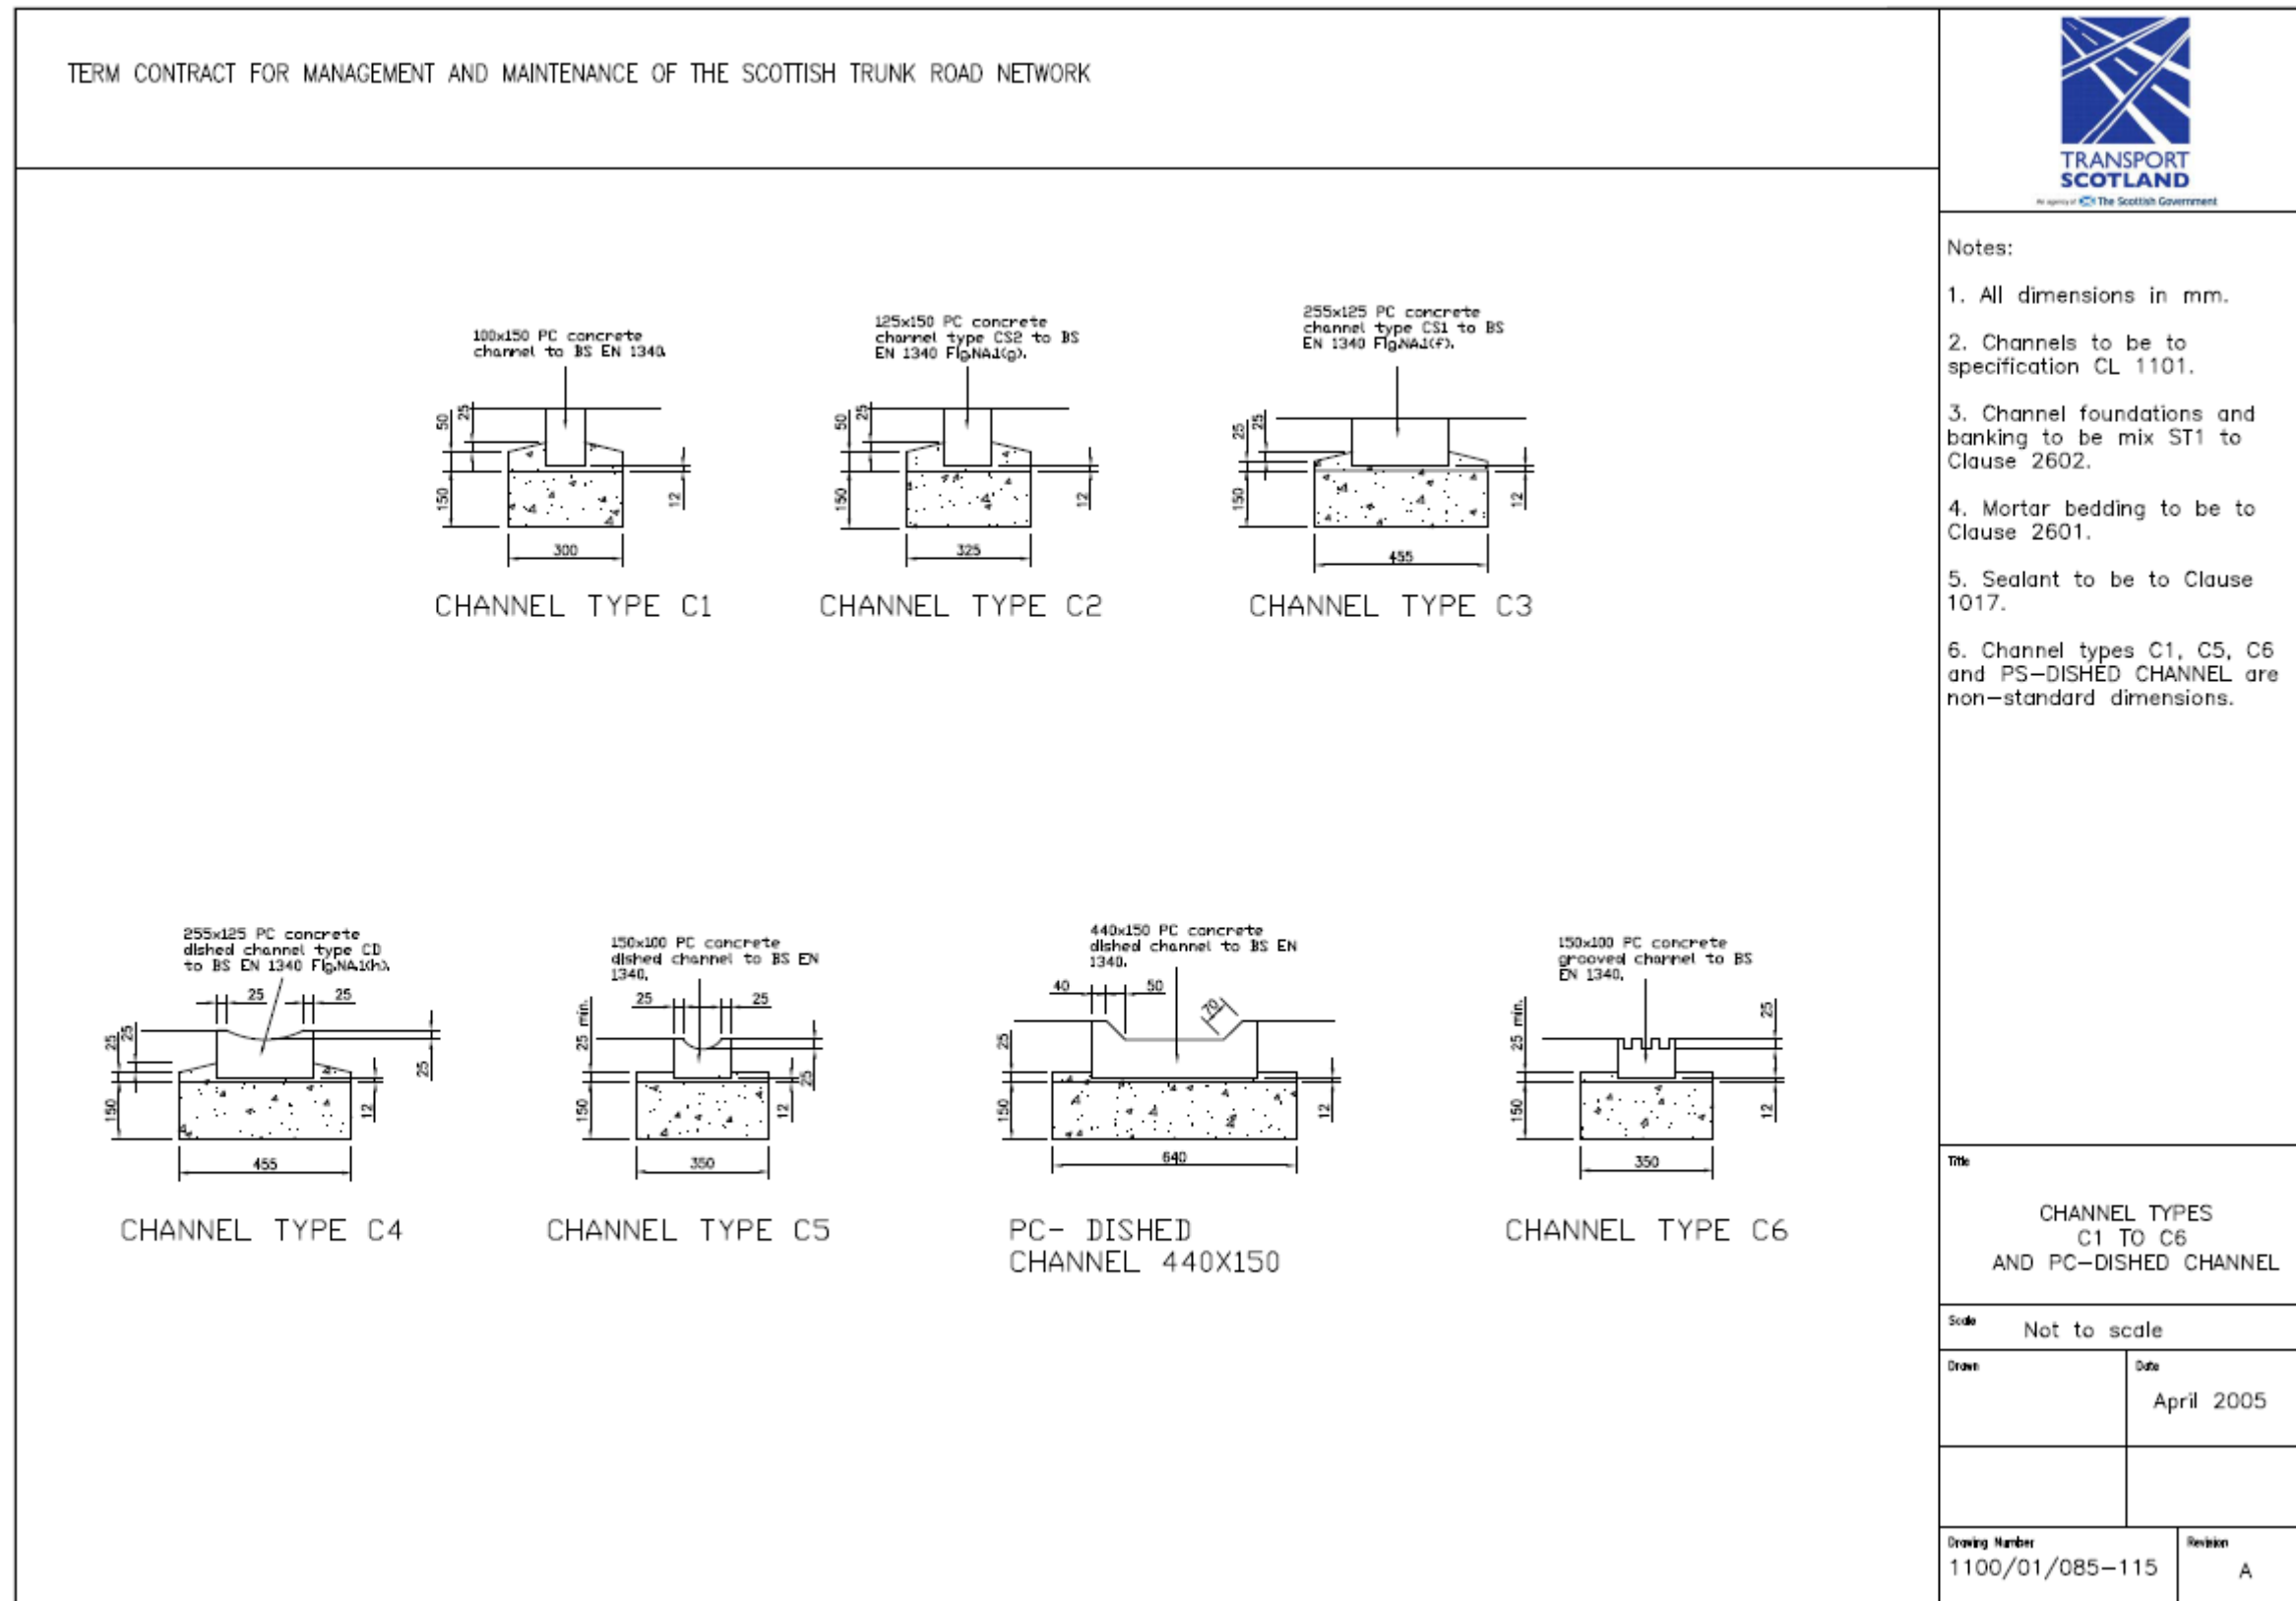 TERM CONTRACT FOR MANAGEMENT AND MAINTENANCE OF THE SCOTTISH TRUNK ROAD NETWORK
TRANSPORT
SCOTLAND
An agency of The Scottish Government
Notes:
1. All dimensions in mm.
2. Channels to be to
specification CL 1101.
3. Channel foundations and
banking to be mix ST1 to
Clause 2602.
4. Mortar bedding to be to
Clause 2601.
5. Sealant to be to Clause
1017.
6. Channel types C1, C5, C6
and PS-DISHED CHANNEL are
non-standard dimensions.
100x150 PC concrete
channel to BS EN 1340.
50
25
150
12
300
CHANNEL TYPE C1
125x150 PC concrete
channel type CS2 to BS
EN 1340 Fig.NA.1(g).
50
25
150
12
325
CHANNEL TYPE C2
255x125 PC concrete
channel type CS1 to BS
EN 1340 Fig.NA.1(f).
25
25
150
12
455
CHANNEL TYPE C3
255x125 PC concrete
dished channel type CD
to BS EN 1340 Fig.NA.1(h).
25
25
25
25
25
150
12
455
CHANNEL TYPE C4
150x100 PC concrete
dished channel to BS EN
1340.
25
25
25 min.
25
150
12
350
CHANNEL TYPE C5
440x150 PC concrete
dished channel to BS EN
1340.
40
50
70
25
150
12
640
PC- DISHED
CHANNEL 440X150
150x100 PC concrete
grooved channel to BS
EN 1340.
25 min.
25
150
12
350
CHANNEL TYPE C6
Title
CHANNEL TYPES
C1 TO C6
AND PC-DISHED CHANNEL
Scale
Not to scale
Drawn
Date
April 2005
Drawing Number
1100/01/085-115
Revision
A